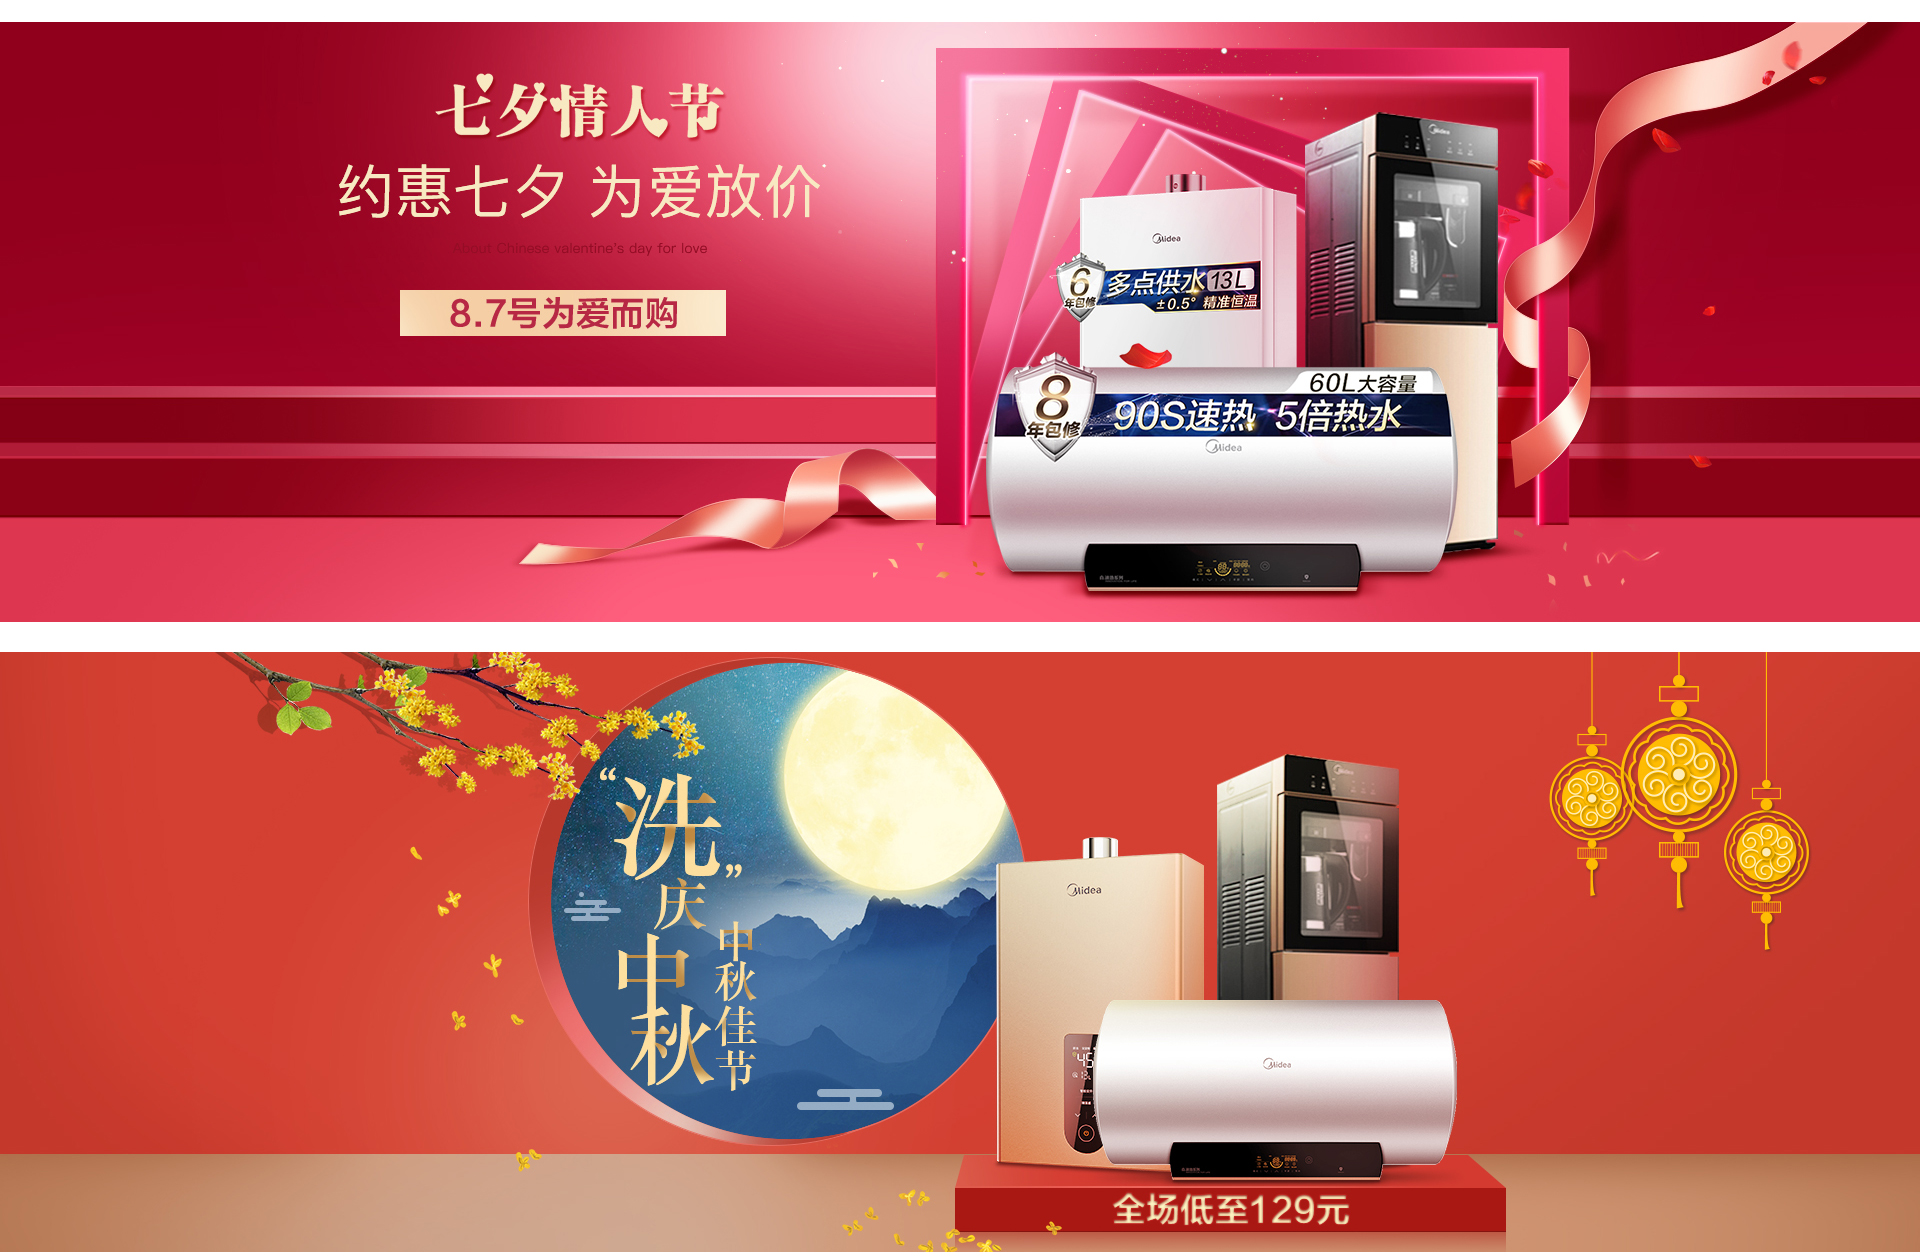 七夕情人节
约惠七夕 为爱放价
About Chinese valentine's day for love
8.7号为爱而购
Midea
Midea
6
年包修
多点供水 13L
±0.5° 精准恒温
8
年包修
60L大容量
90S速热 5倍热水
Midea
“洗”
庆
中
秋
中秋佳节
Midea
Midea
Midea
全场低至129元